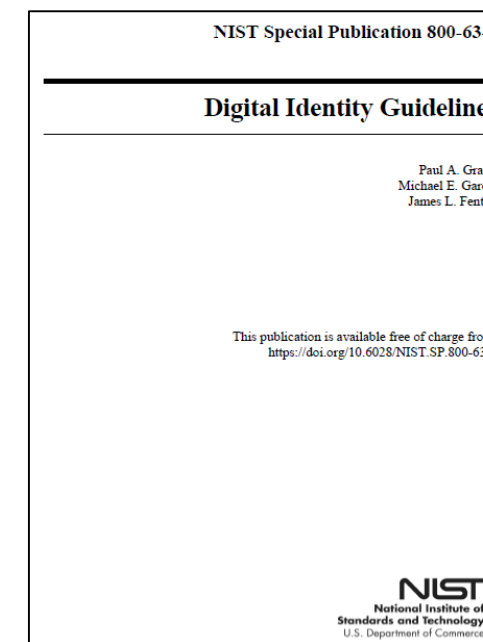 NIST Special Publication 800-63-
Digital Identity Guideline
Paul A. Gra
Michael E. Gar
James L. Fent
This publication is available free of charge fro
https://doi.org/10.6028/NIST.SP.800-63
NIST
National Institute of
Standards and Technology
U.S. Department of Commerce